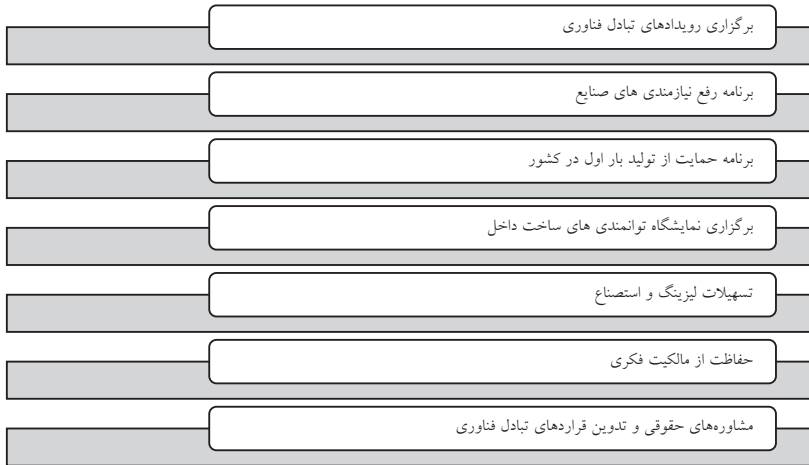 برگزاری رویدادهای تبادل فناوری
برنامه رفع نیازمندی های صنایع
برنامه حمایت از تولید بار اول در کشور
برگزاری نمایشگاه توانمندی های ساخت داخل
تسهیلات لیزینگ و استصناع
حفاظت از مالکیت فکری
مشاوره‌های حقوقی و تدوین قراردهای تبادل فناوری